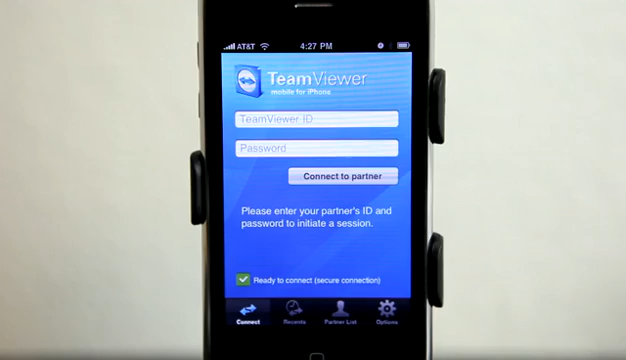 AT&T 4:27 PM
TeamViewer
mobile for iPhone
TeamViewer ID
Password
Connect to partner
Please enter your partner's ID and
password to initiate a session.
Ready to connect (secure connection)
Connect Recents Partner List Options